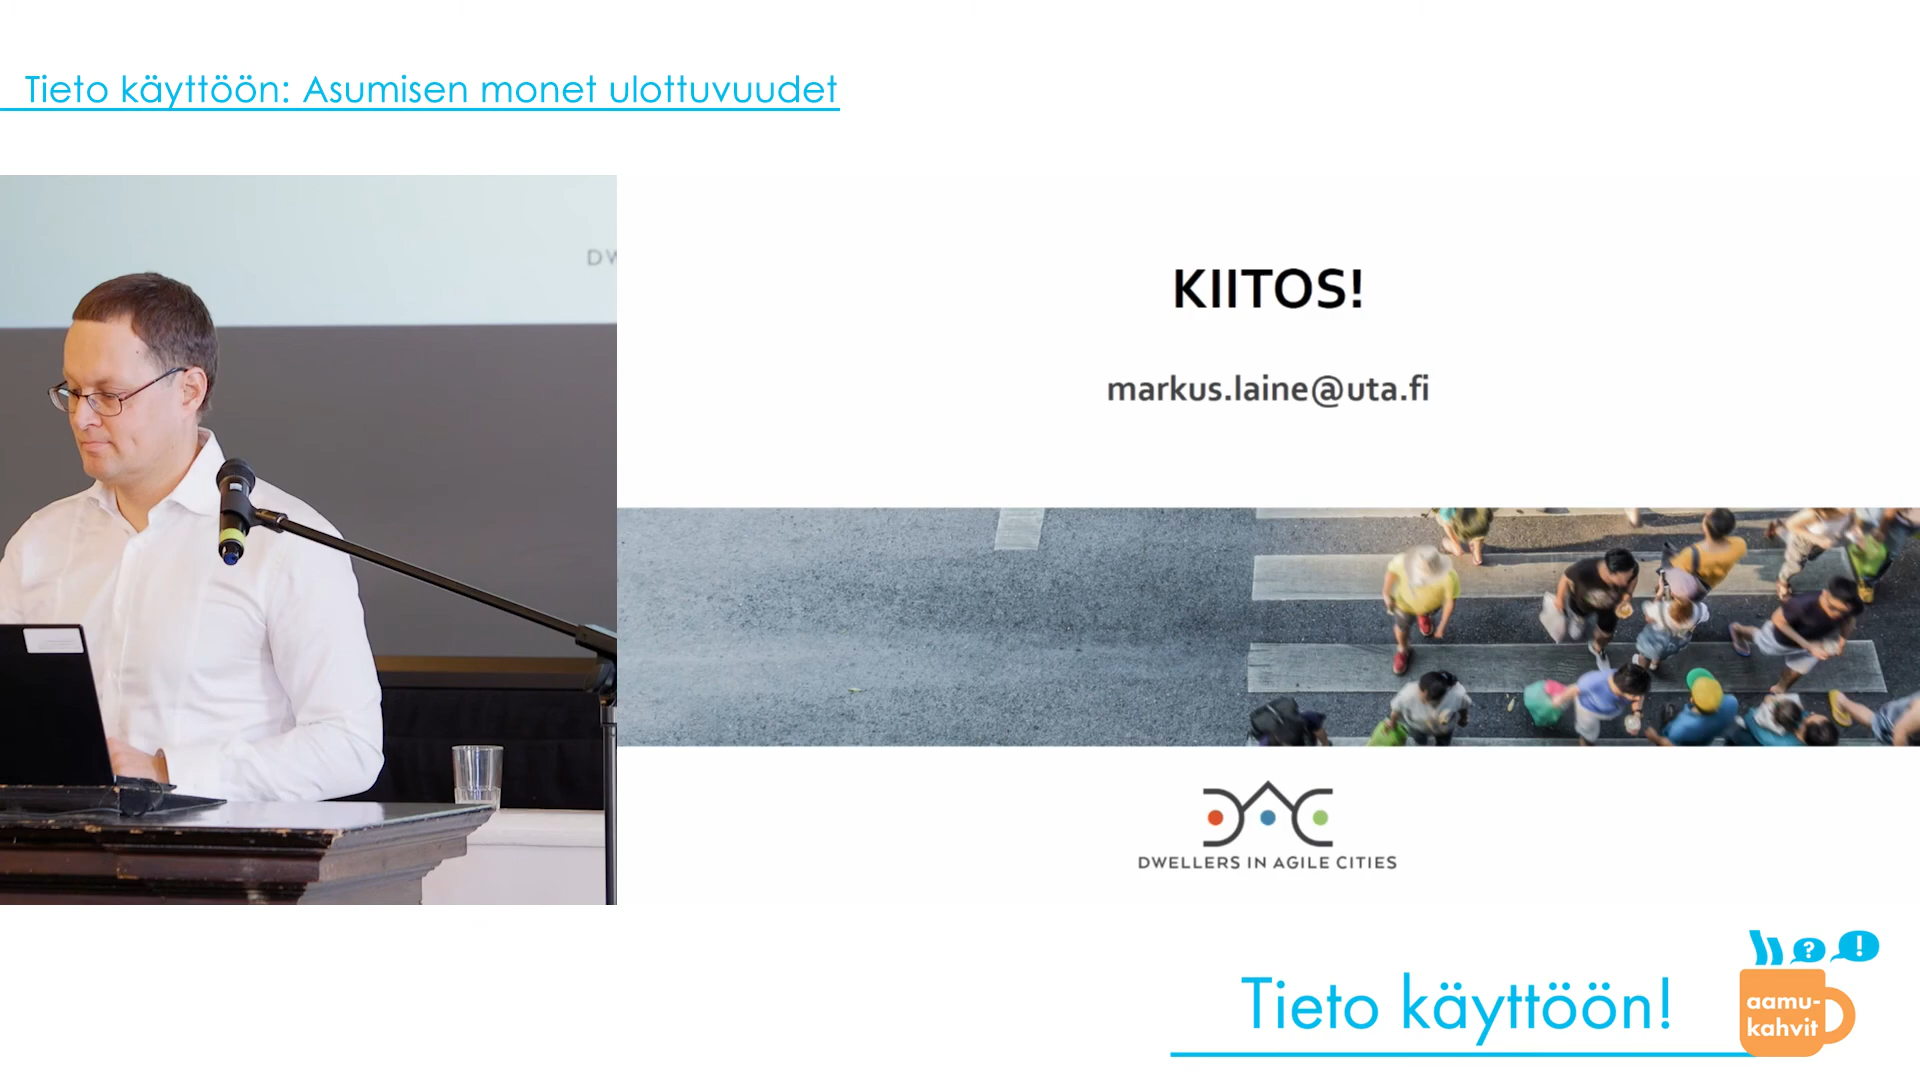 Tieto käyttöön: Asumisen monet ulottuvuudet
DW
KIITOS!
markus.laine@uta.fi
DWELLERS IN AGILE CITIES
Tieto käyttöön!
? !
aamu-
kahvit